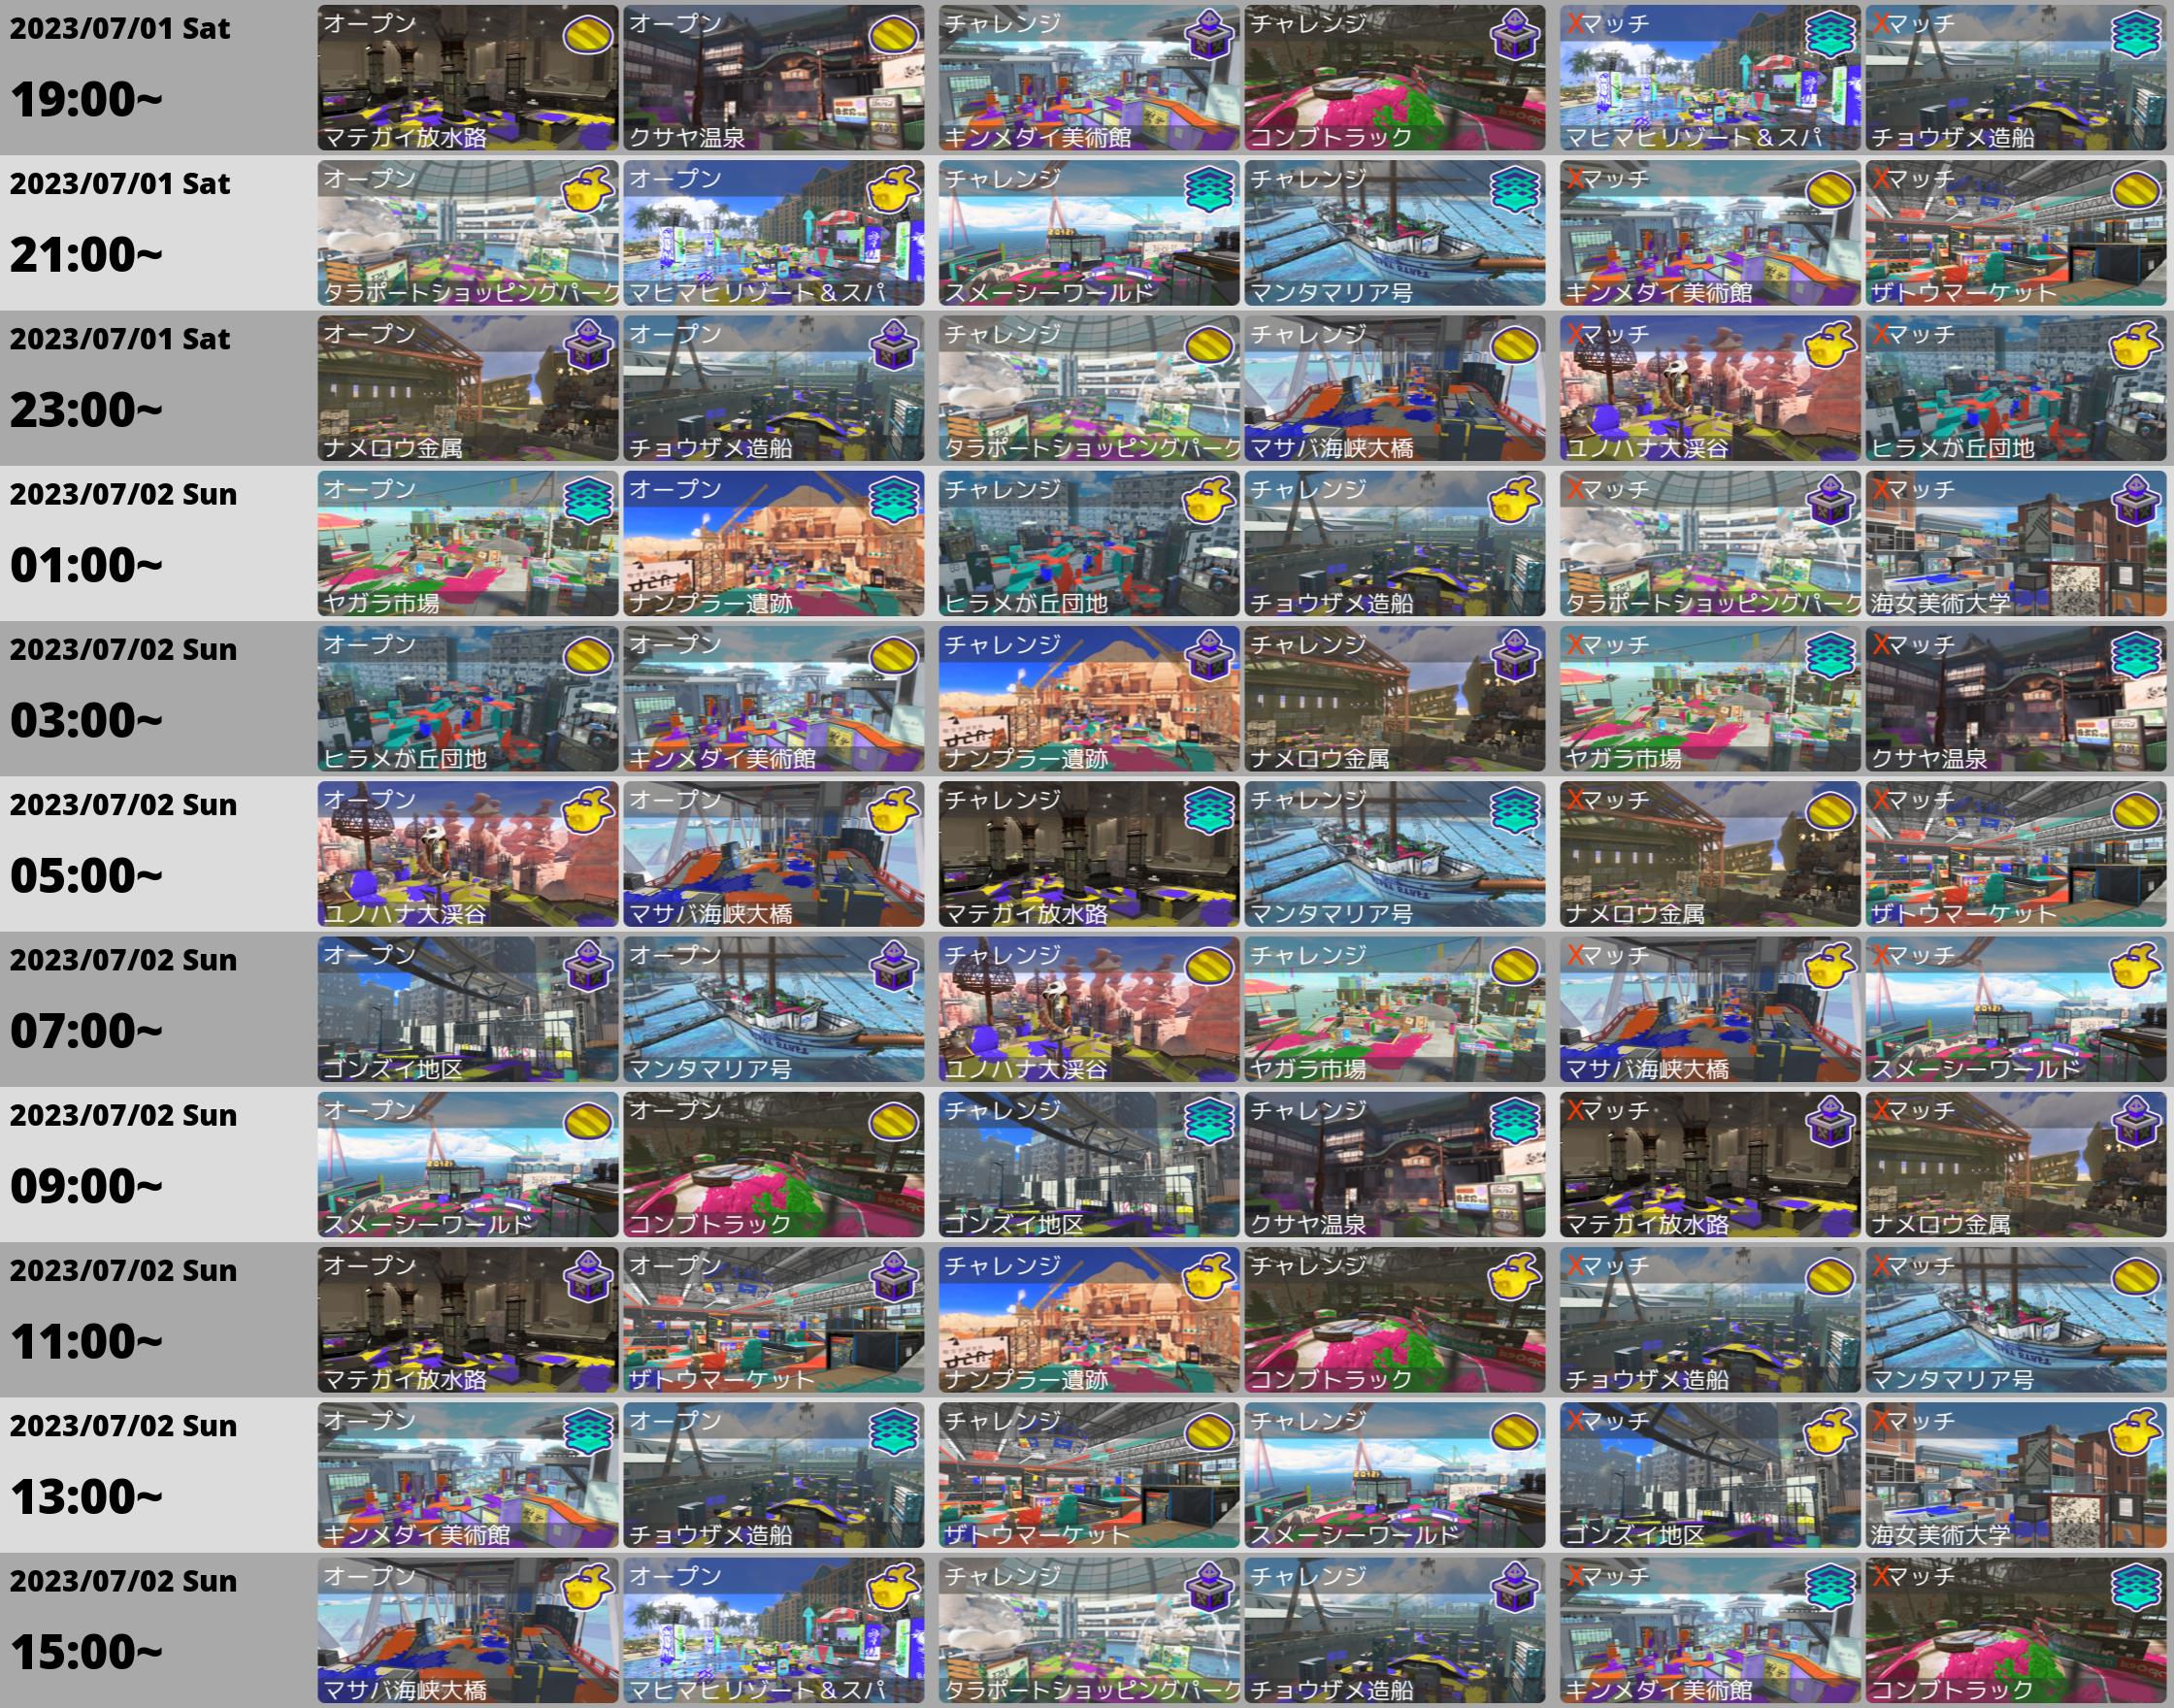 2023/07/01 Sat
19:00~
オープン オープン チャレンジ チャレンジ Xマッチ Xマッチ
マテガイ放水路 クサヤ温泉 キンメダイ美術館 コンブトラック マヒマヒリゾート＆スパ チョウザメ造船
2023/07/01 Sat
21:00~
オープン オープン チャレンジ チャレンジ Xマッチ Xマッチ
タラポートショッピングパーク マヒマヒリゾート＆スパ スメーシーワールド マンタマリア号 キンメダイ美術館 ザトウマーケット
2023/07/01 Sat
23:00~
オープン オープン チャレンジ チャレンジ Xマッチ Xマッチ
ナメロウ金属 チョウザメ造船 タラポートショッピングパーク マサバ海峡大橋 ユノハナ大渓谷 ヒラメが丘団地
2023/07/02 Sun
01:00~
オープン オープン チャレンジ チャレンジ Xマッチ Xマッチ
ヤガラ市場 ナンプラー遺跡 ヒラメが丘団地 チョウザメ造船 タラポートショッピングパーク 海女美術大学
2023/07/02 Sun
03:00~
オープン オープン チャレンジ チャレンジ Xマッチ Xマッチ
ヒラメが丘団地 キンメダイ美術館 ナンプラー遺跡 ナメロウ金属 ヤガラ市場 クサヤ温泉
2023/07/02 Sun
05:00~
オープン オープン チャレンジ チャレンジ Xマッチ Xマッチ
ユノハナ大渓谷 マサバ海峡大橋 マテガイ放水路 マンタマリア号 ナメロウ金属 ザトウマーケット
2023/07/02 Sun
07:00~
オープン オープン チャレンジ チャレンジ Xマッチ Xマッチ
ゴンズイ地区 マンタマリア号 ユノハナ大渓谷 ヤガラ市場 マサバ海峡大橋 スメーシーワールド
2023/07/02 Sun
09:00~
オープン オープン チャレンジ チャレンジ Xマッチ Xマッチ
スメーシーワールド コンブトラック ゴンズイ地区 クサヤ温泉 マテガイ放水路 ナメロウ金属
2023/07/02 Sun
11:00~
オープン オープン チャレンジ チャレンジ Xマッチ Xマッチ
マテガイ放水路 ザトウマーケット ナンプラー遺跡 コンブトラック チョウザメ造船 マンタマリア号
2023/07/02 Sun
13:00~
オープン オープン チャレンジ チャレンジ Xマッチ Xマッチ
キンメダイ美術館 チョウザメ造船 ザトウマーケット スメーシーワールド ゴンズイ地区 海女美術大学
2023/07/02 Sun
15:00~
オープン オープン チャレンジ チャレンジ Xマッチ Xマッチ
マサバ海峡大橋 マヒマヒリゾート＆スパ タラポートショッピングパーク チョウザメ造船 キンメダイ美術館 コンブトラック